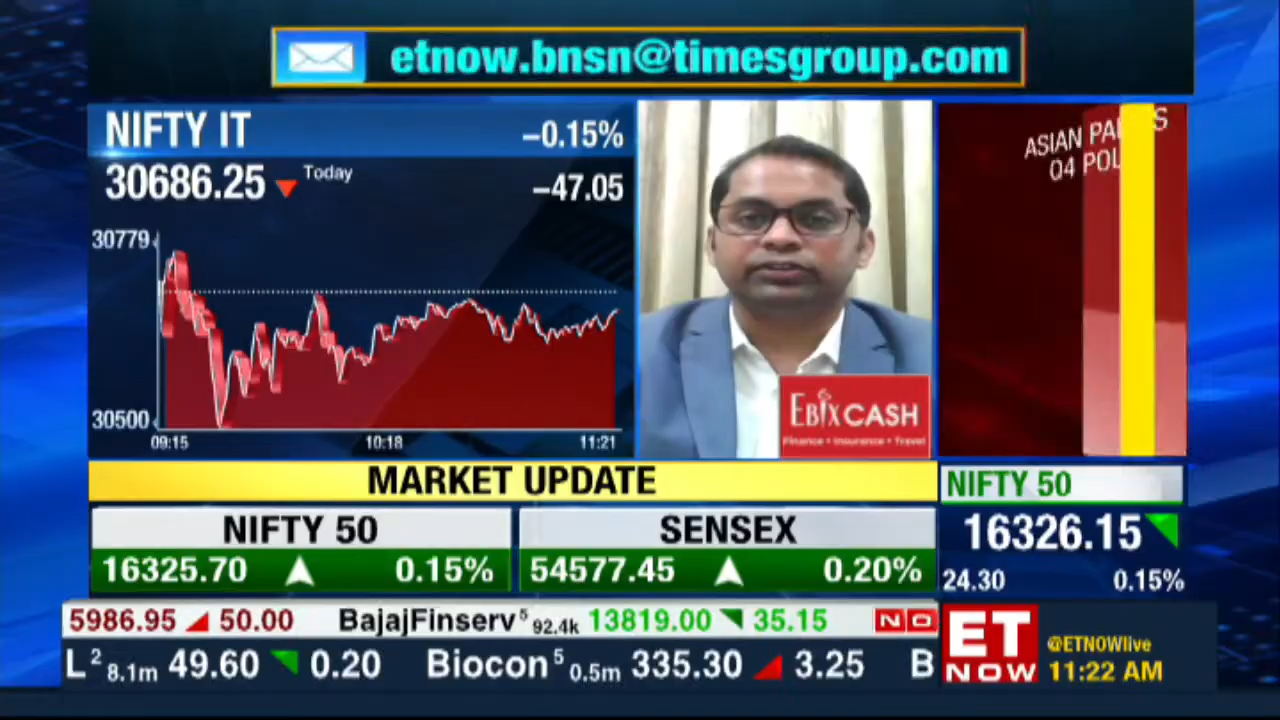 etnow.bnsn@timesgroup.com
NIFTY IT
-0.15%
30686.25
Today
-47.05
30779
30500
09:15
10:18
11:21
EbixCASH
Finance • Insurance • Travel
ASIAN
Q4
MARKET UPDATE
NIFTY 50
16325.70
0.15%
SENSEX
54577.45
0.20%
NIFTY 50
16326.15
24.30
0.15%
5986.95 50.00 BajajFinserv 5 92.4k 13819.00 35.15
L 2 8.1m 49.60 0.20 Biocon 5 0.5m 335.30 3.25 B
ET
NOW
@ETNOWlive
11:22 AM